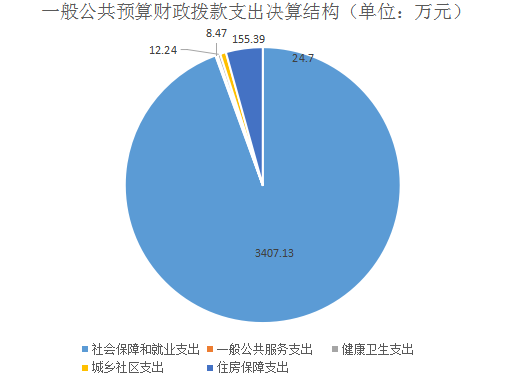 一般公共预算财政拨款支出决算结构（单位：万元）
8.47
12.24
155.39
24.7
3407.13
社会保障和就业支出 一般公共服务支出 健康卫生支出
城乡社区支出 住房保障支出